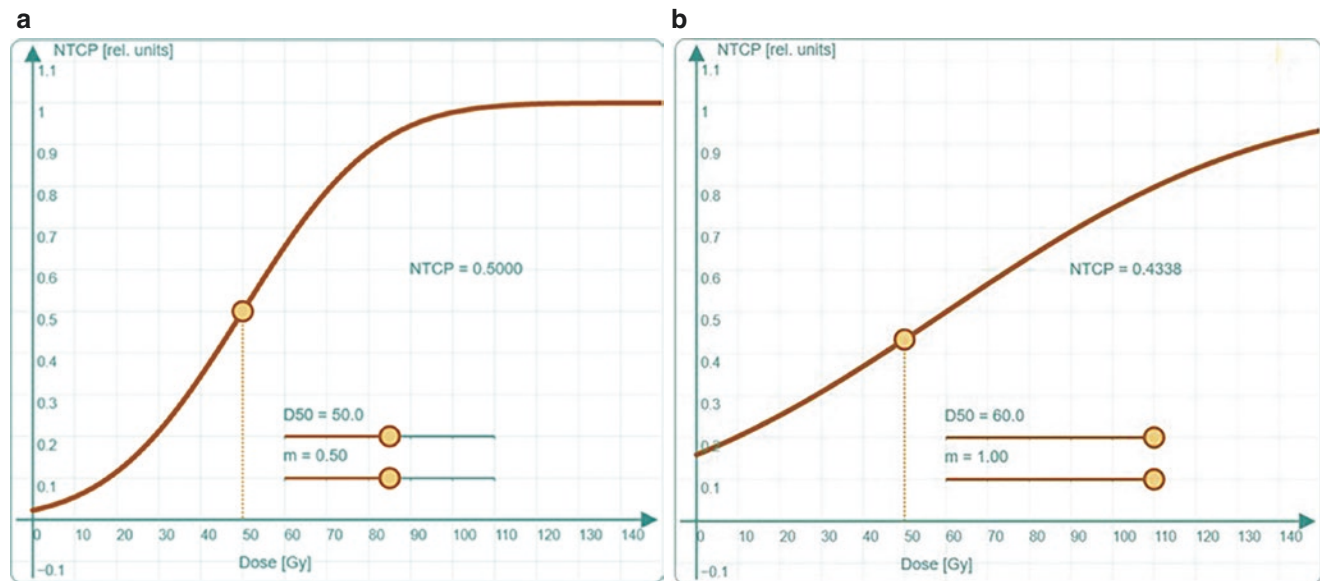 a
NTCP [rel. units]
1.1
1
0.9
0.8
0.7
0.6
0.5
0.4
0.3
0.2
0.1
−0.1
NTCP = 0.5000
D50 = 50.0
m = 0.50
0 10 20 30 40 50 60 70 80 90 100 110 120 130 140
Dose [Gy]
b
NTCP [rel. units]
1.1
1
0.9
0.8
0.7
0.6
0.5
0.4
0.3
0.2
0.1
−0.1
NTCP = 0.4338
D50 = 60.0
m = 1.00
0 10 20 30 40 50 60 70 80 90 100 110 120 130 140
Dose [Gy]